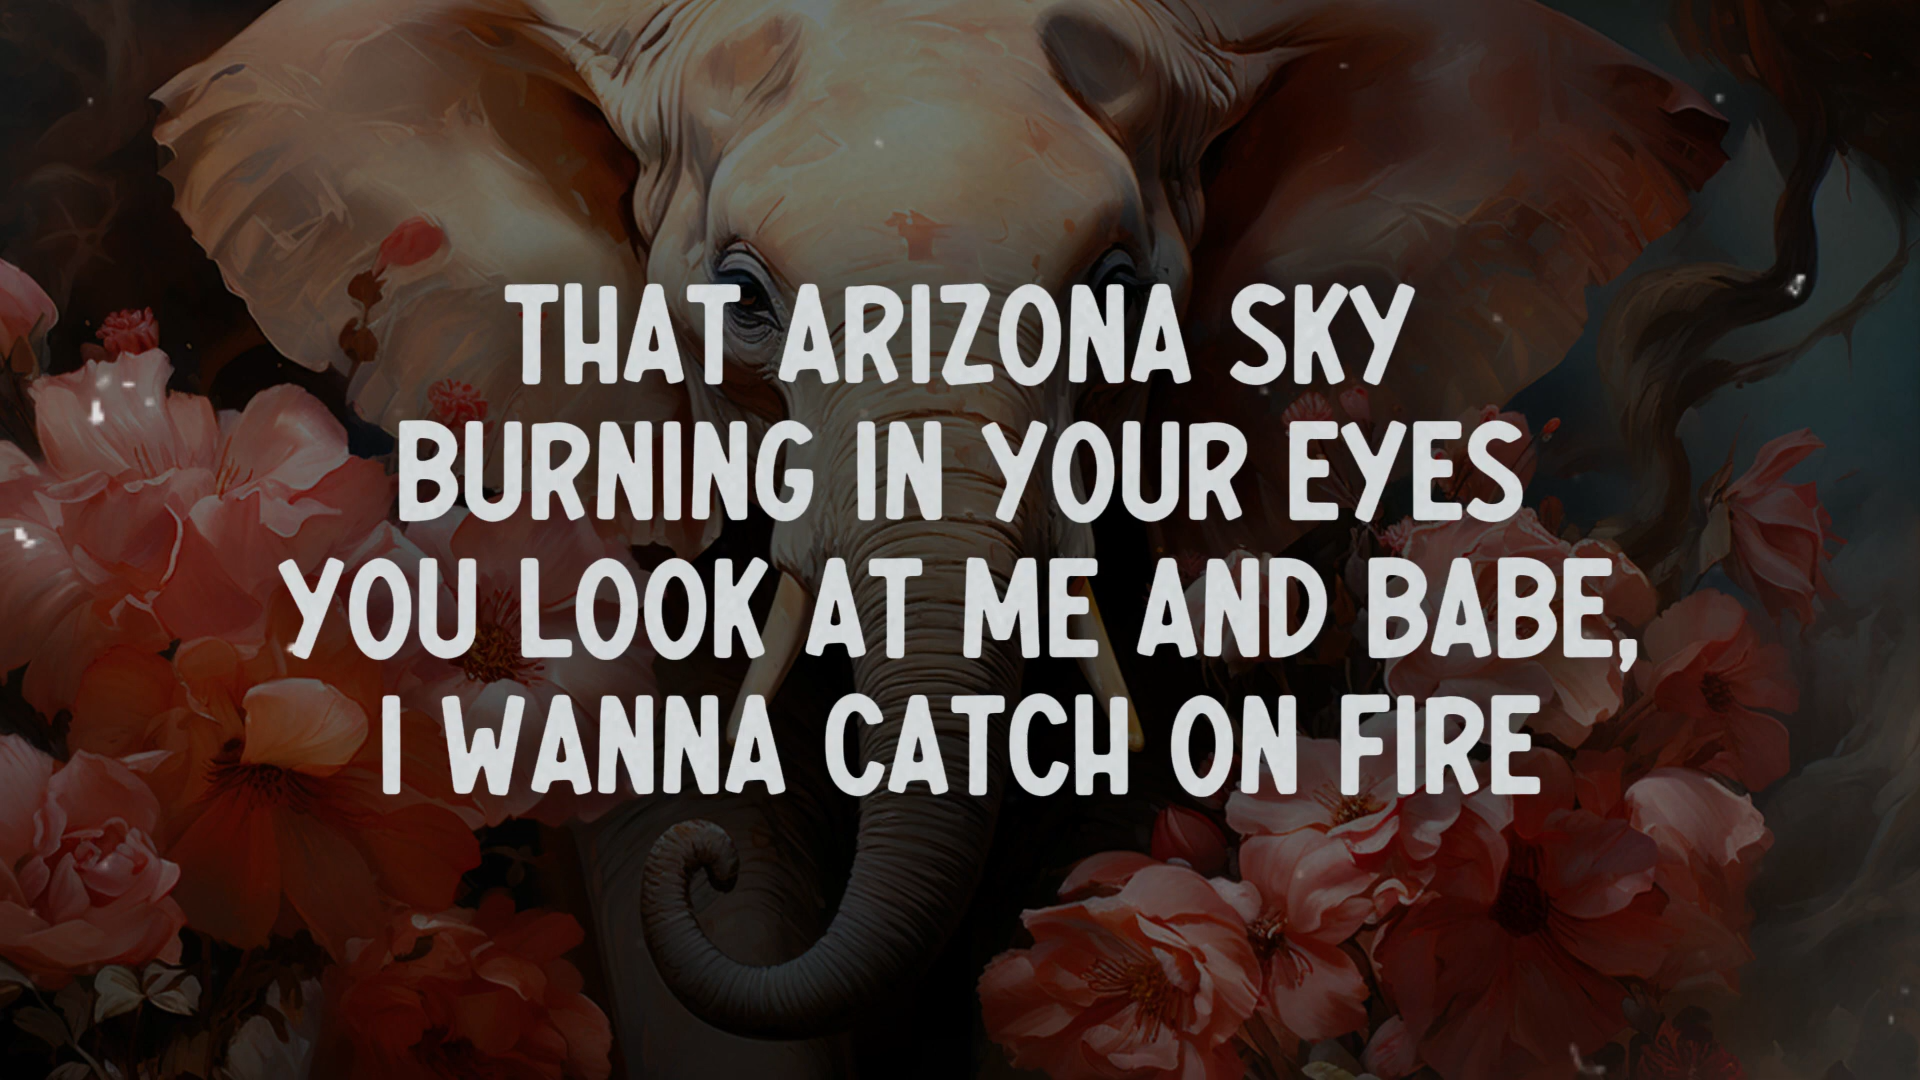 THAT ARIZONA SKY
BURNING IN YOUR EYES
YOU LOOK AT ME AND BABE,
I WANNA CATCH ON FIRE